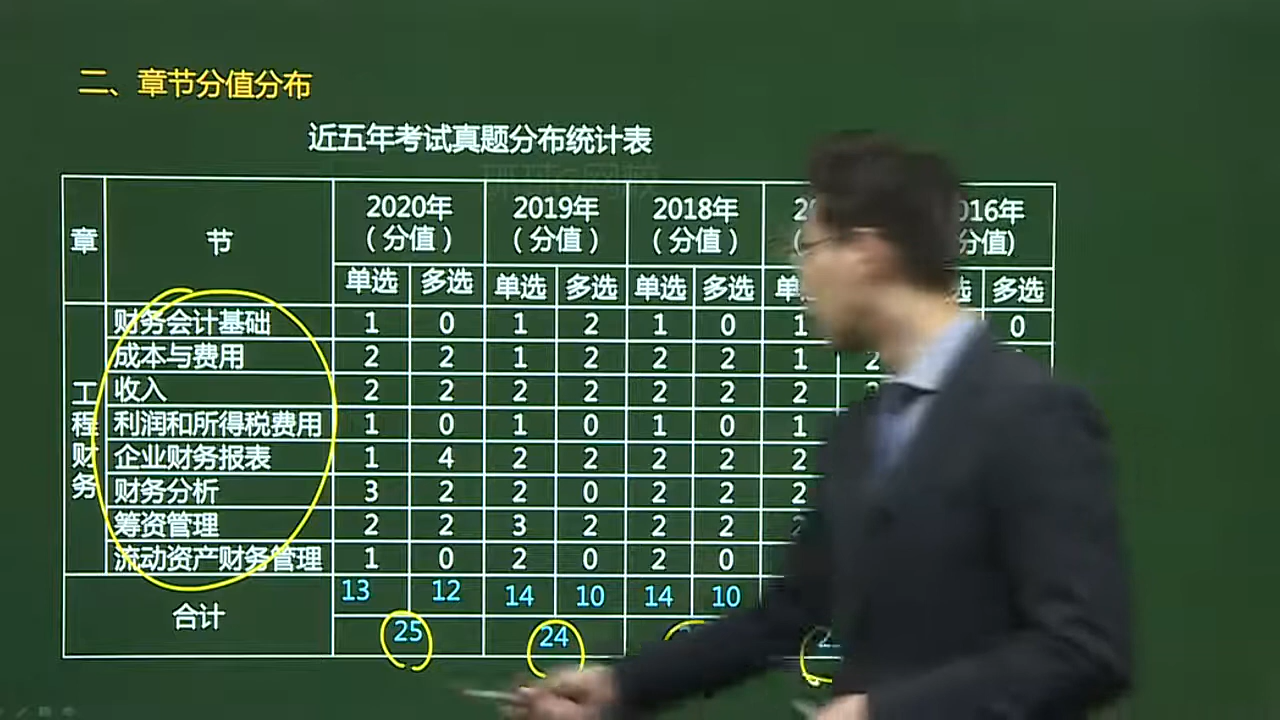 二、章节分值分布
近五年考试真题分布统计表
章 节 2020年（分值） 2019年（分值） 2018年（分值） 20 016年 分值)
单选 多选 单选 多选 单选 多选 单 选 多选
工程财务
财务会计基础 1 0 1 2 1 0 1 0
成本与费用 2 2 1 2 2 2 1 2
收入 2 2 2 2 2 2 2
利润和所得税费用 1 0 1 0 1 0 1
企业财务报表 1 4 2 2 2 2 2
财务分析 3 2 2 0 2 2 2
筹资管理 2 2 3 2 2 2 2
流动资产财务管理 1 0 2 0 2 0
合计 13 12 14 10 14 10
25 24 2